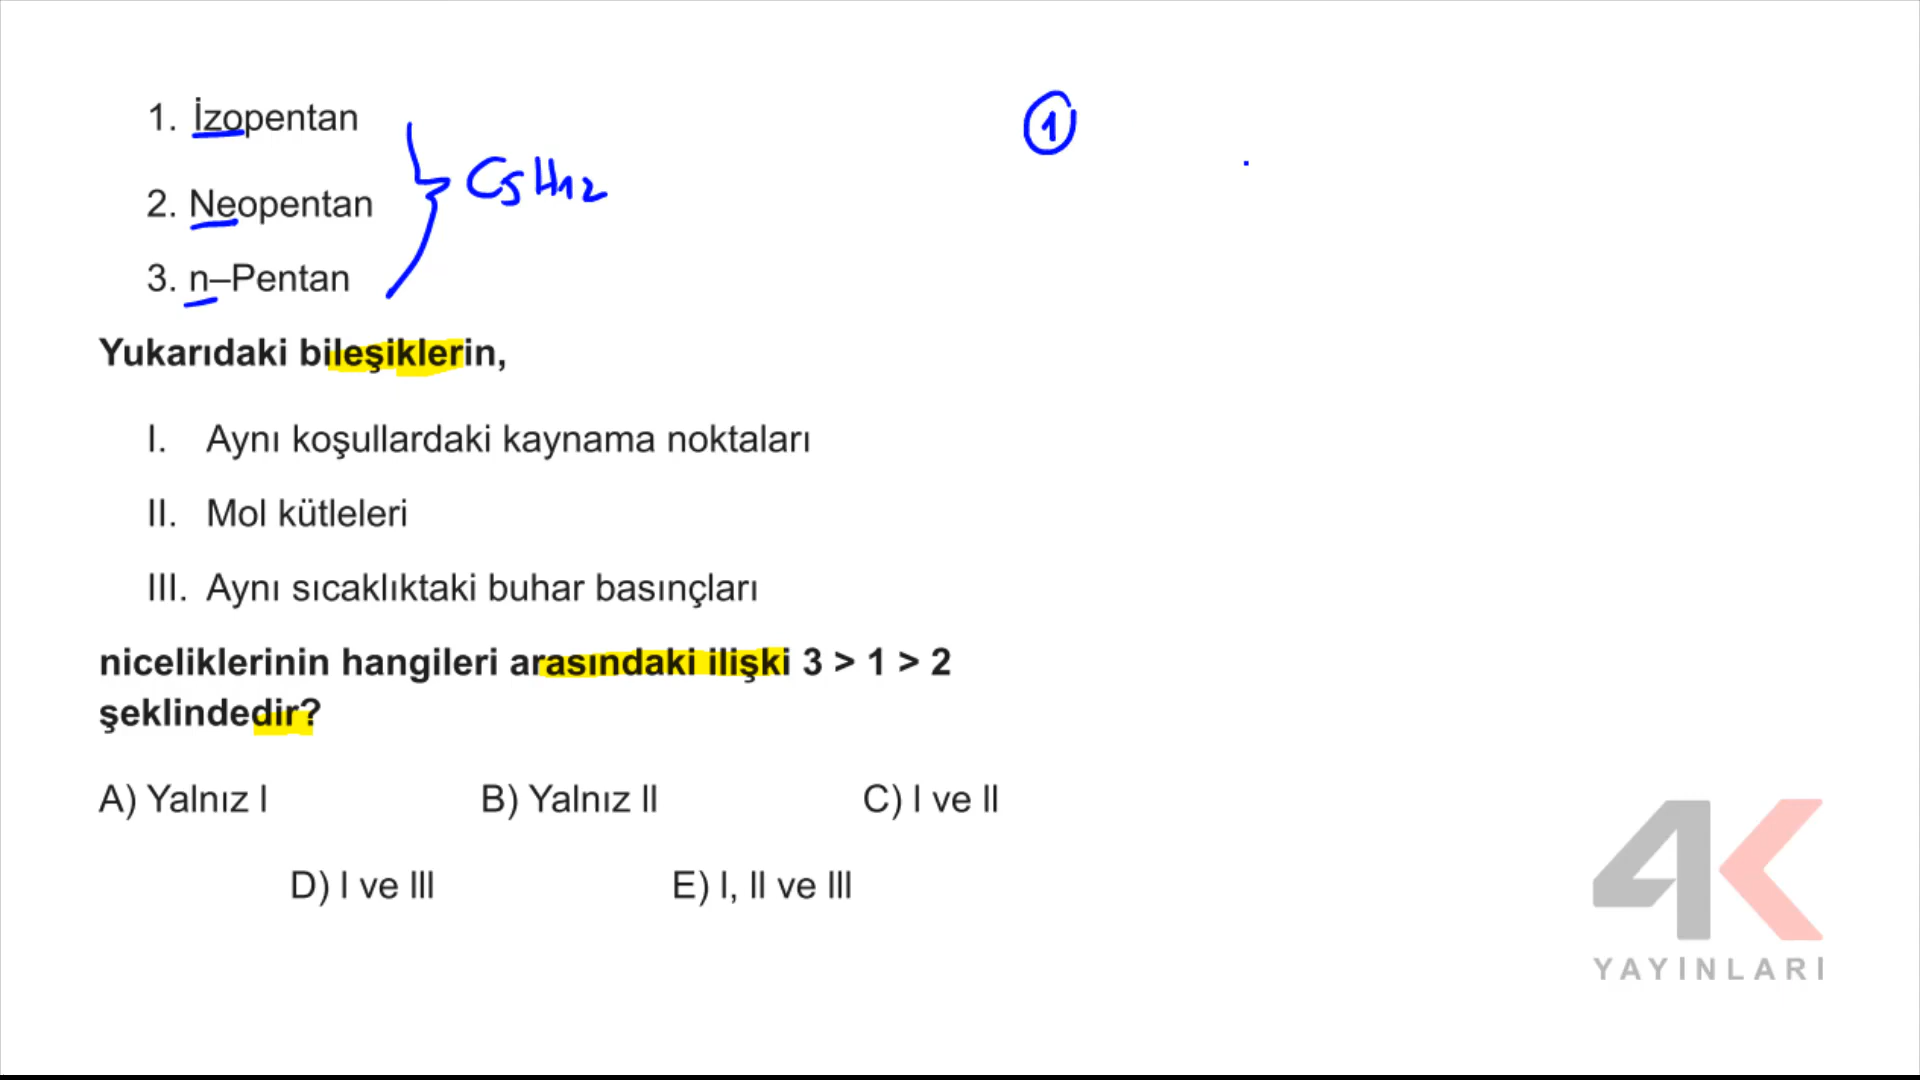 1. İzopentan
①
2. Neopentan
C₅H₁₂
3. n–Pentan
Yukarıdaki bileşiklerin,
I. Aynı koşullardaki kaynama noktaları
II. Mol kütleleri
III. Aynı sıcaklıktaki buhar basınçları
niceliklerinin hangileri arasındaki ilişki 3 > 1 > 2
şeklindedir?
A) Yalnız I B) Yalnız II C) I ve II
D) I ve III E) I, II ve III
4K
YAYINLARI